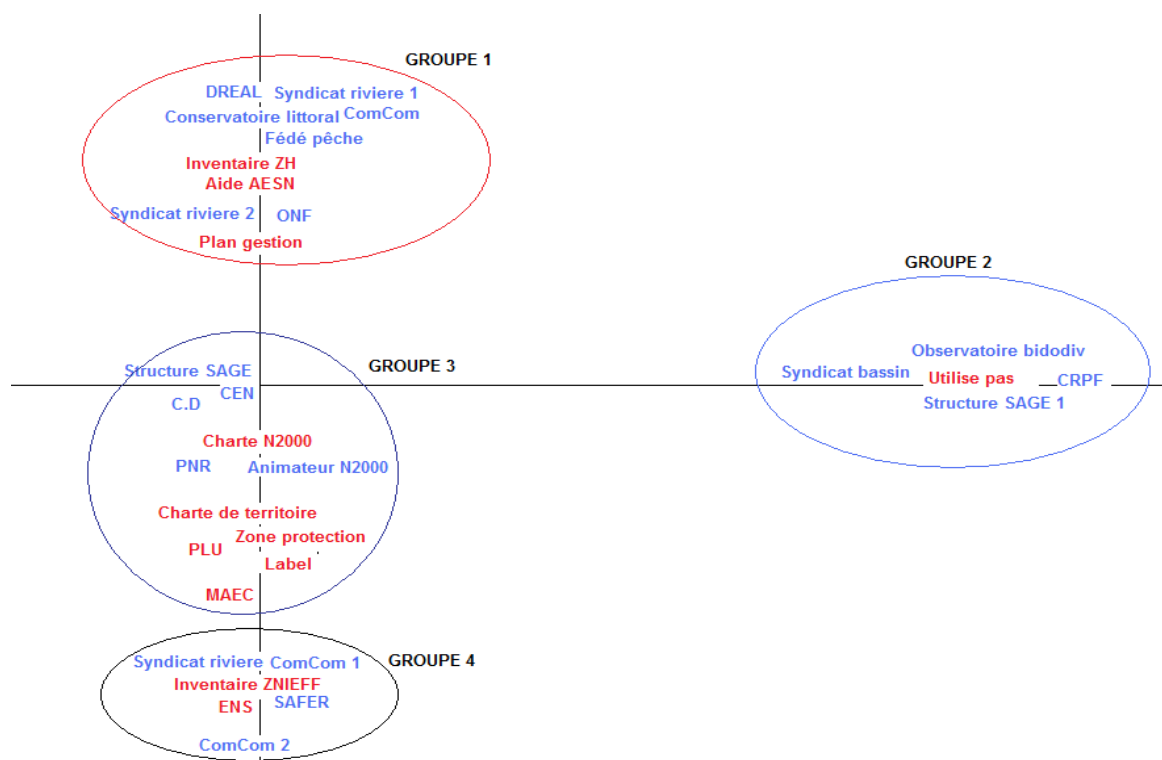 GROUPE 1
DREAL
Syndicat riviere 1
Conservatoire littoral
ComCom
Fédé pêche
Inventaire ZH
Aide AESN
Syndicat riviere 2
ONF
Plan gestion
GROUPE 2
Observatoire bidodiv
Syndicat bassin
Utilise pas
CRPF
Structure SAGE 1
GROUPE 3
Structure SAGE
CEN
C.D
Charte N2000
PNR
Animateur N2000
Charte de territoire
Zone protection
PLU
Label
MAEC
GROUPE 4
Syndicat riviere
ComCom 1
Inventaire ZNIEFF
ENS
SAFER
ComCom 2